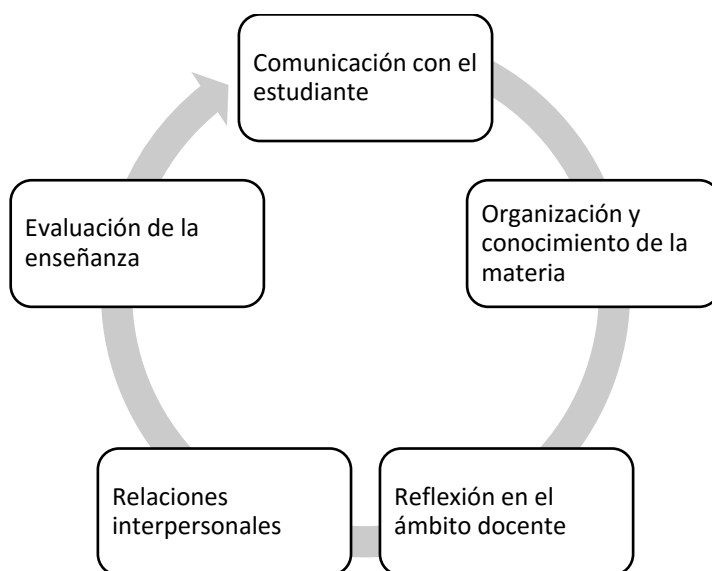 Comunicación con el
estudiante
Organización y
conocimiento de la
materia
Reflexión en el
ámbito docente
Relaciones
interpersonales
Evaluación de la
enseñanza